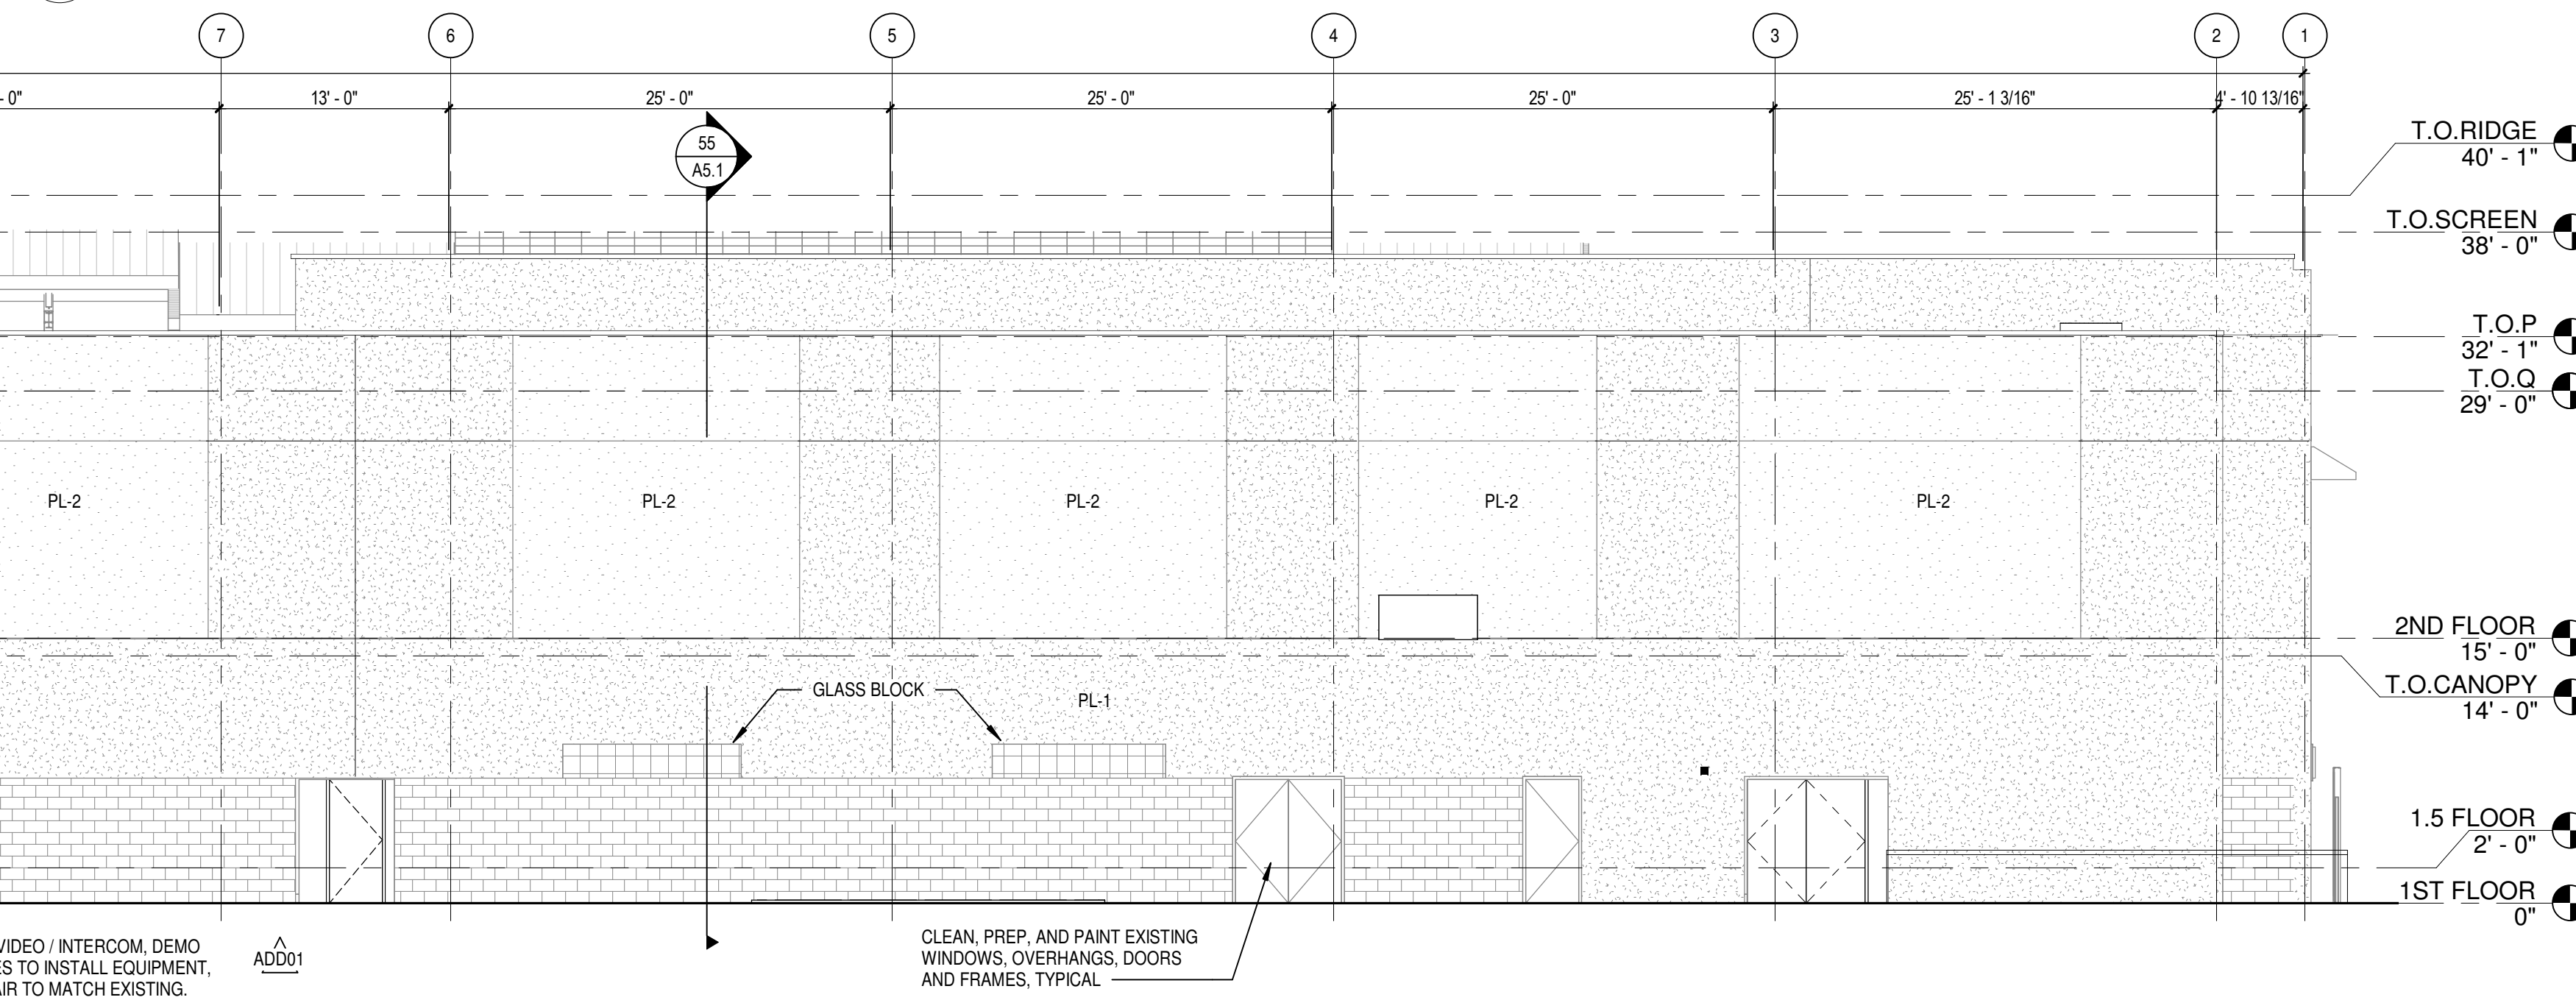 7
6
5
4
3
2
1
- 0"
13' - 0"
25' - 0"
25' - 0"
25' - 0"
25' - 1 3/16"
4' - 10 13/16"
55
A5.1
T.O.RIDGE
40' - 1"
T.O.SCREEN
38' - 0"
T.O.P
32' - 1"
T.O.Q
29' - 0"
PL-2
PL-2
PL-2
PL-2
PL-2
2ND FLOOR
15' - 0"
T.O.CANOPY
14' - 0"
GLASS BLOCK
PL-1
1.5 FLOOR
2' - 0"
1ST FLOOR
0"
VIDEO / INTERCOM, DEMO
ES TO INSTALL EQUIPMENT,
AIR TO MATCH EXISTING.
ADD01
CLEAN, PREP, AND PAINT EXISTING
WINDOWS, OVERHANGS, DOORS
AND FRAMES, TYPICAL